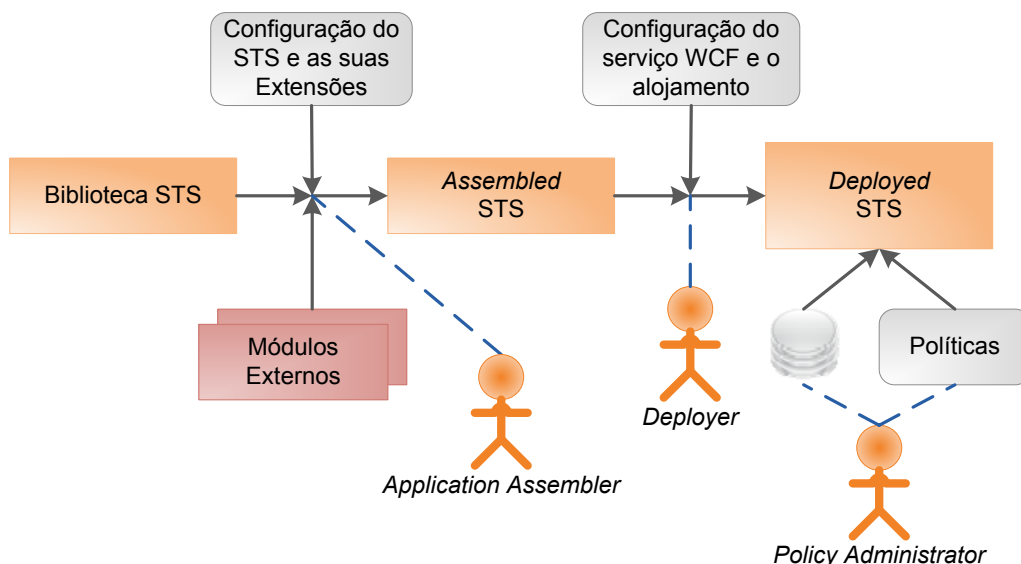 Configuração do
STS e as suas
Extensões
Configuração do
serviço WCF e o
alojamento
Biblioteca STS
Assembled
STS
Deployed
STS
Módulos
Externos
Políticas
Deployer
Application Assembler
Policy Administrator